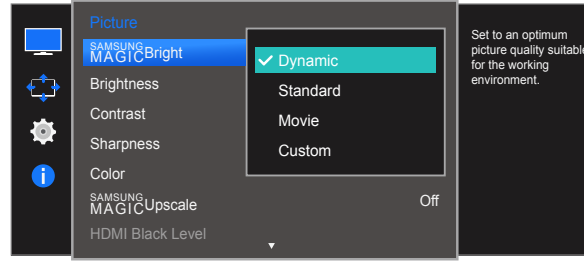 Picture
SAMSUNG
MAGICBright
Brightness
Contrast
Sharpness
Color
SAMSUNG
MAGICUpscale
Off
HDMI Black Level
Dynamic
Standard
Movie
Custom
Set to an optimum
picture quality suitable
for the working
environment.
i